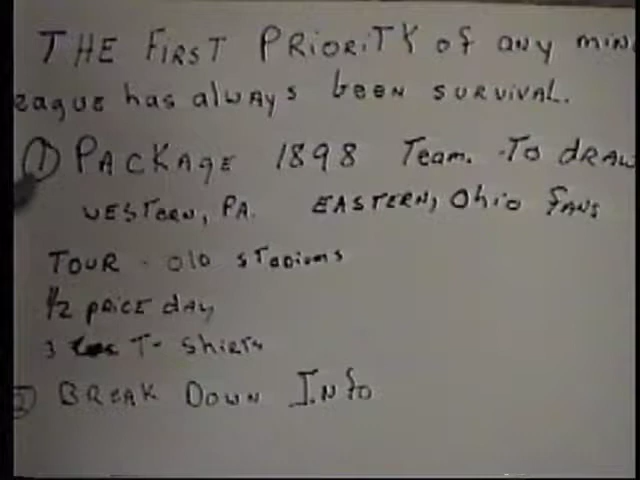 THE FIRST PRIORITY of any min
eague has always been SURVIVAL.
① PACKAGE 1898 Team. - TO DRAW
WESTERN, PA. EASTERN, Ohio FANS
TOUR - old STADIUMS
1/2 PRICE DAY
3 T- SHIRTS
② BREAK DOWN INFO